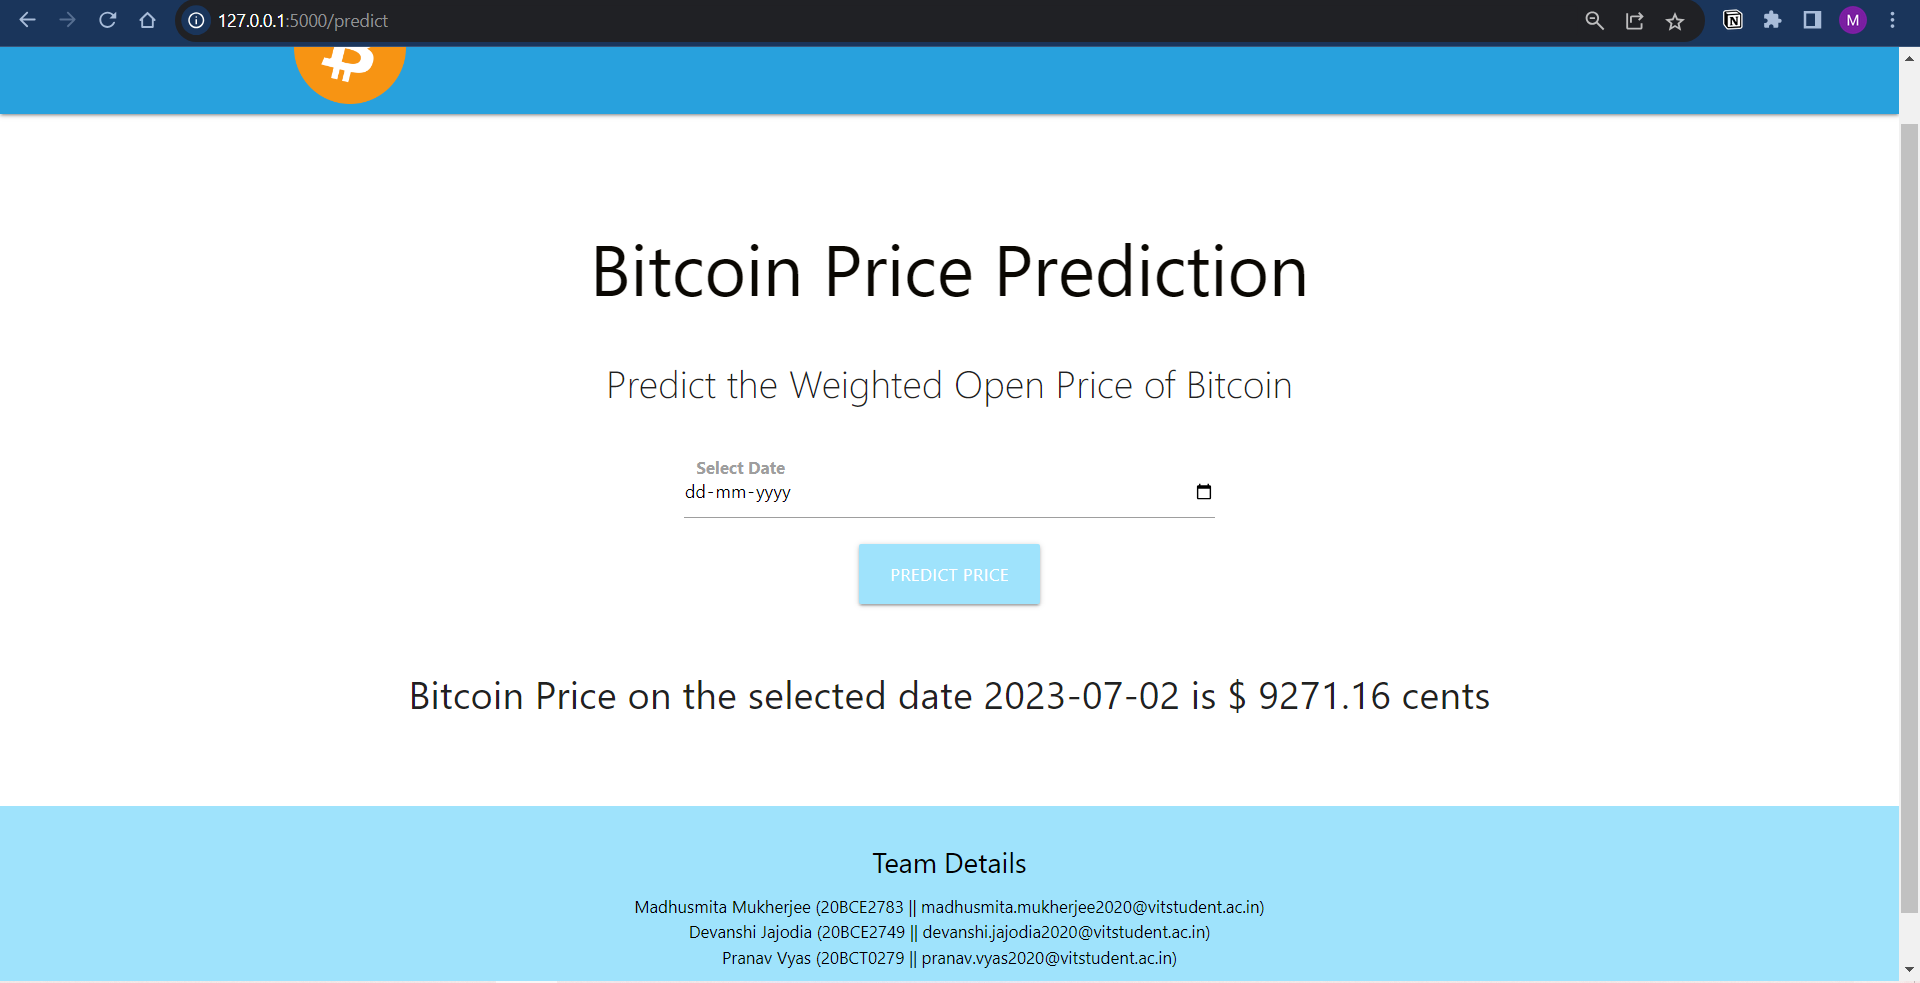 127.0.0.1:5000/predict
M
Bitcoin Price Prediction
Predict the Weighted Open Price of Bitcoin
Select Date
dd-mm-yyyy
PREDICT PRICE
Bitcoin Price on the selected date 2023-07-02 is $ 9271.16 cents
Team Details
Madhusmita Mukherjee (20BCE2783 || madhusmita.mukherjee2020@vitstudent.ac.in)
Devanshi Jajodia (20BCE2749 || devanshi.jajodia2020@vitstudent.ac.in)
Pranav Vyas (20BCT0279 || pranav.vyas2020@vitstudent.ac.in)